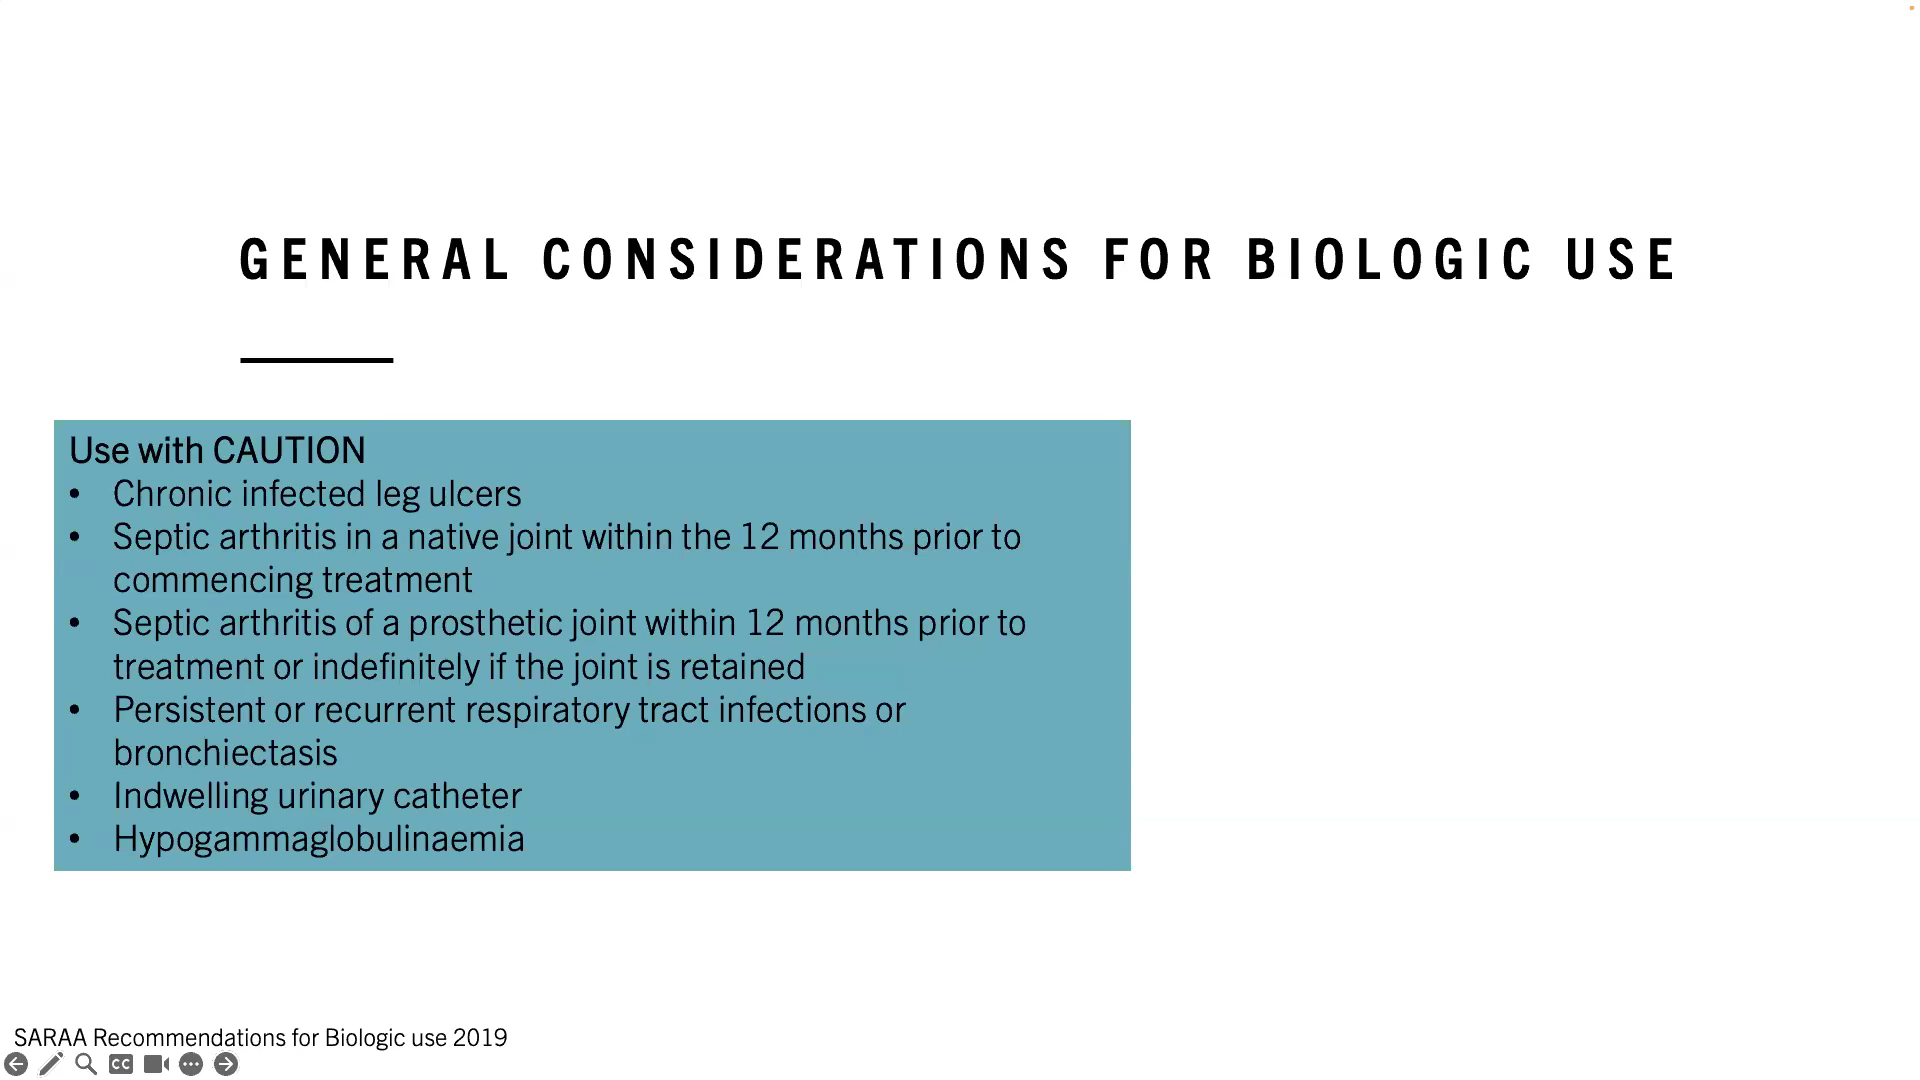 GENERAL CONSIDERATIONS FOR BIOLOGIC USE
Use with CAUTION
• Chronic infected leg ulcers
• Septic arthritis in a native joint within the 12 months prior to
commencing treatment
• Septic arthritis of a prosthetic joint within 12 months prior to
treatment or indefinitely if the joint is retained
• Persistent or recurrent respiratory tract infections or
bronchiectasis
• Indwelling urinary catheter
• Hypogammaglobulinaemia
SARAA Recommendations for Biologic use 2019
CC